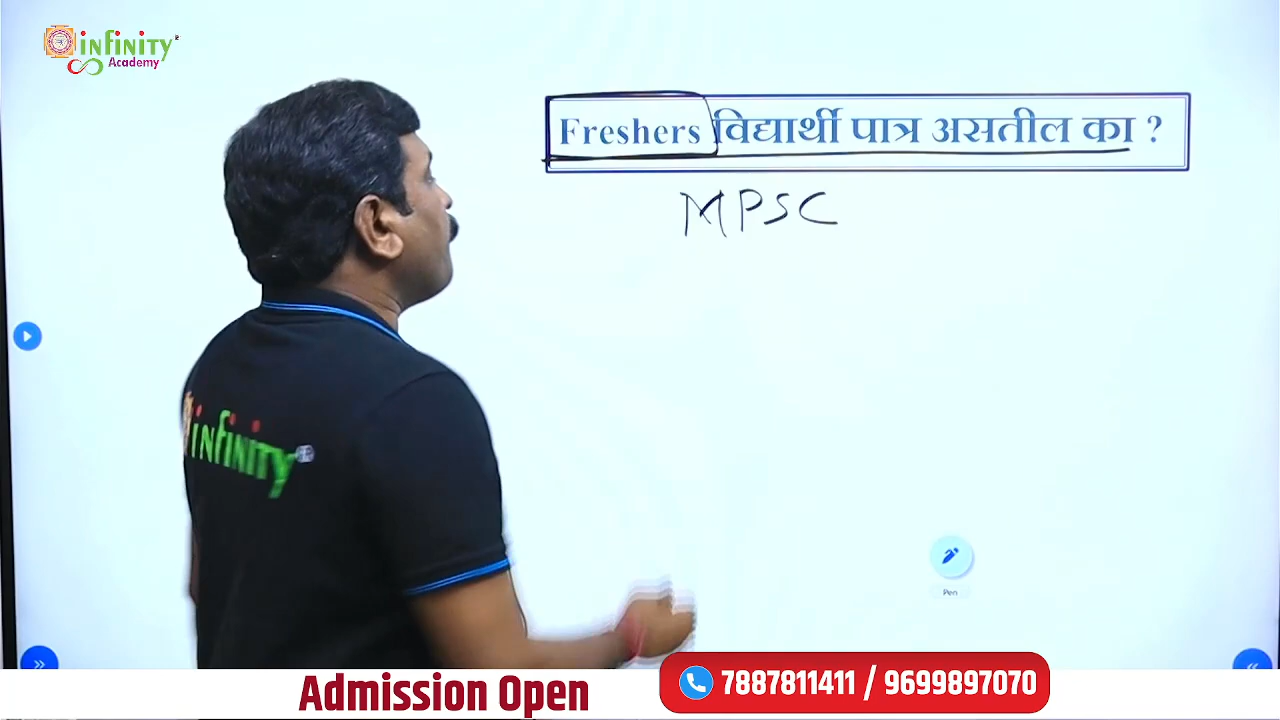 infinity
Academy
Freshers विद्यार्थी पात्र असतील का ?
MPSC
infinity
Pen
Admission Open
7887811411 / 9699897070